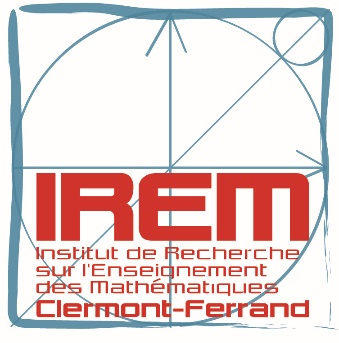 IREM
Institut de Recherche
sur l'Enseignement
des Mathématiques
Clermont-Ferrand